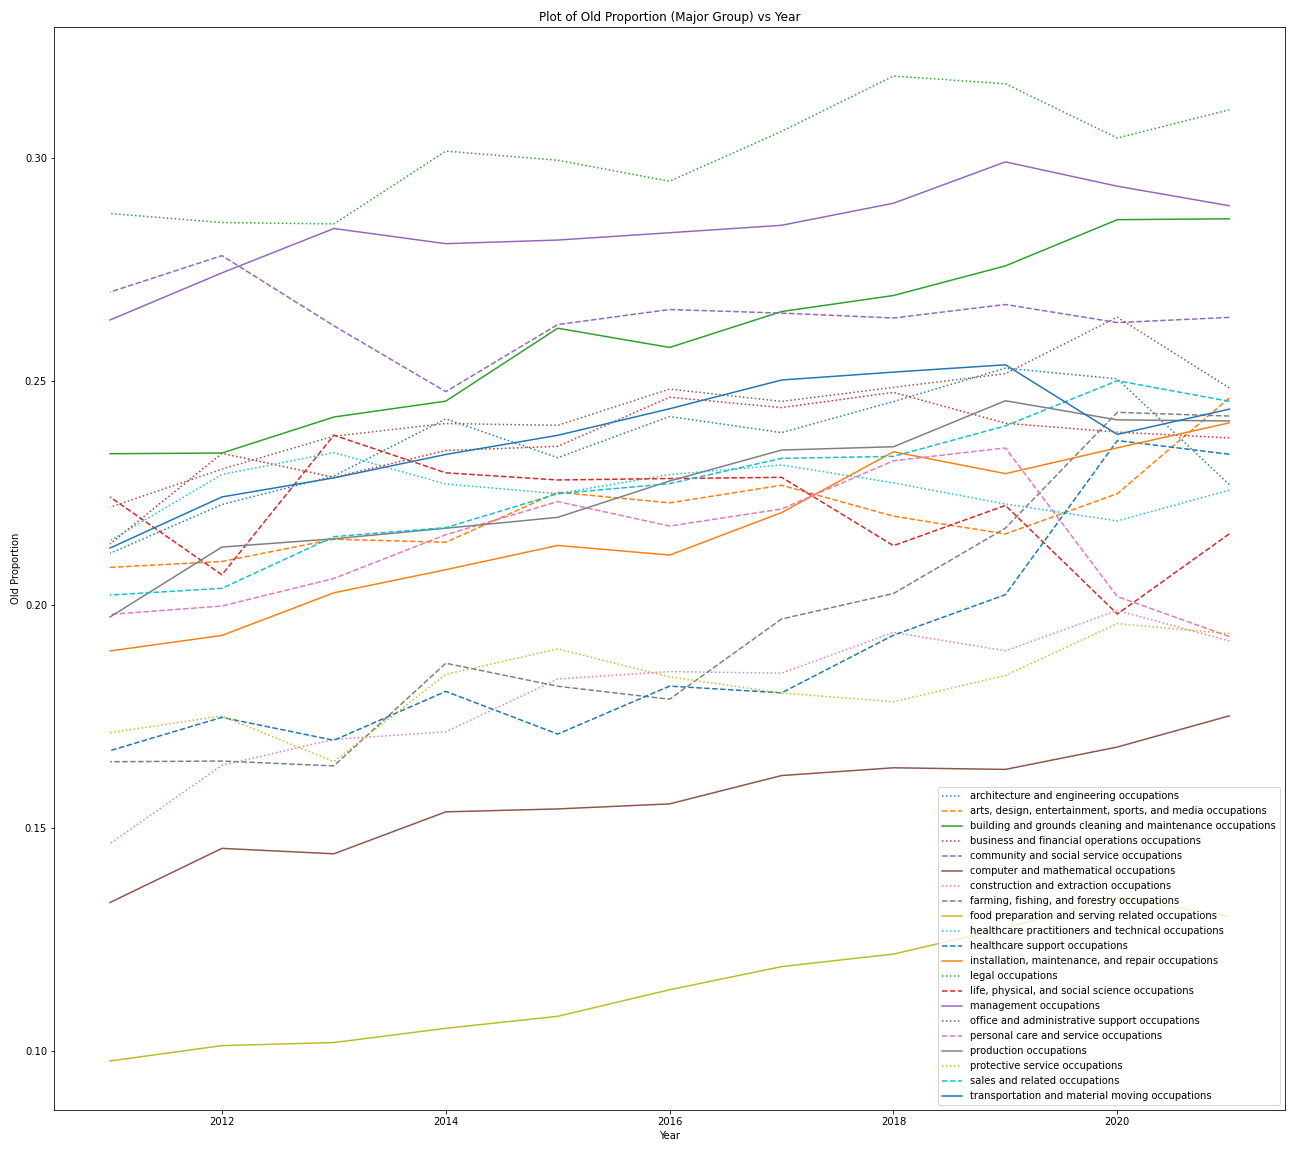 Plot of Old Proportion (Major Group) vs Year
Old Proportion
0.30
0.25
0.20
0.15
0.10
architecture and engineering occupations
arts, design, entertainment, sports, and media occupations
building and grounds cleaning and maintenance occupations
business and financial operations occupations
community and social service occupations
computer and mathematical occupations
construction and extraction occupations
farming, fishing, and forestry occupations
food preparation and serving related occupations
healthcare practitioners and technical occupations
healthcare support occupations
installation, maintenance, and repair occupations
legal occupations
life, physical, and social science occupations
management occupations
office and administrative support occupations
personal care and service occupations
production occupations
protective service occupations
sales and related occupations
transportation and material moving occupations
2012 2014 2016 2018 2020
Year